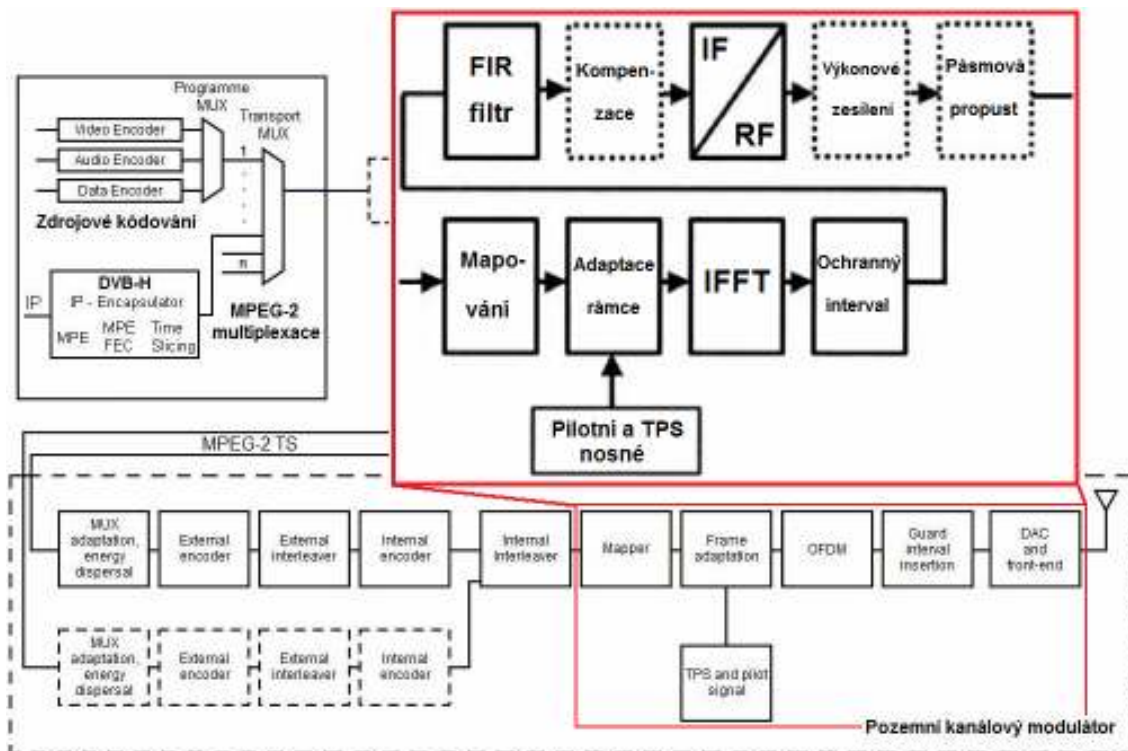 Programme
MUX
Transport
MUX
Video Encoder
Audio Encoder
Data Encoder
Zdrojové kódování
1
n
DVB-H
IP - Encapsulator
IP
MPE
MPE
FEC
Time
Slicing
MPEG-2
multiplexace
FIR
filtr
Kompen-
zace
IF
RF
Výkonové
zesílení
Pásmová
propust
Mapo-
vání
Adaptace
rámce
IFFT
Ochranný
interval
Pilotní a TPS
nosné
MPEG-2 TS
MUX
adaptation,
energy
dispersal
External
encoder
External
interleaver
Internal
encoder
Internal
Interleaver
Mapper
Frame
adaptation
OFDM
Guard
interval
insertion
DAC
and
front-end
MUX
adaptation,
energy
dispersal
External
encoder
External
interleaver
Internal
encoder
TPS and pilot
signal
Pozemní kanálový modulátor